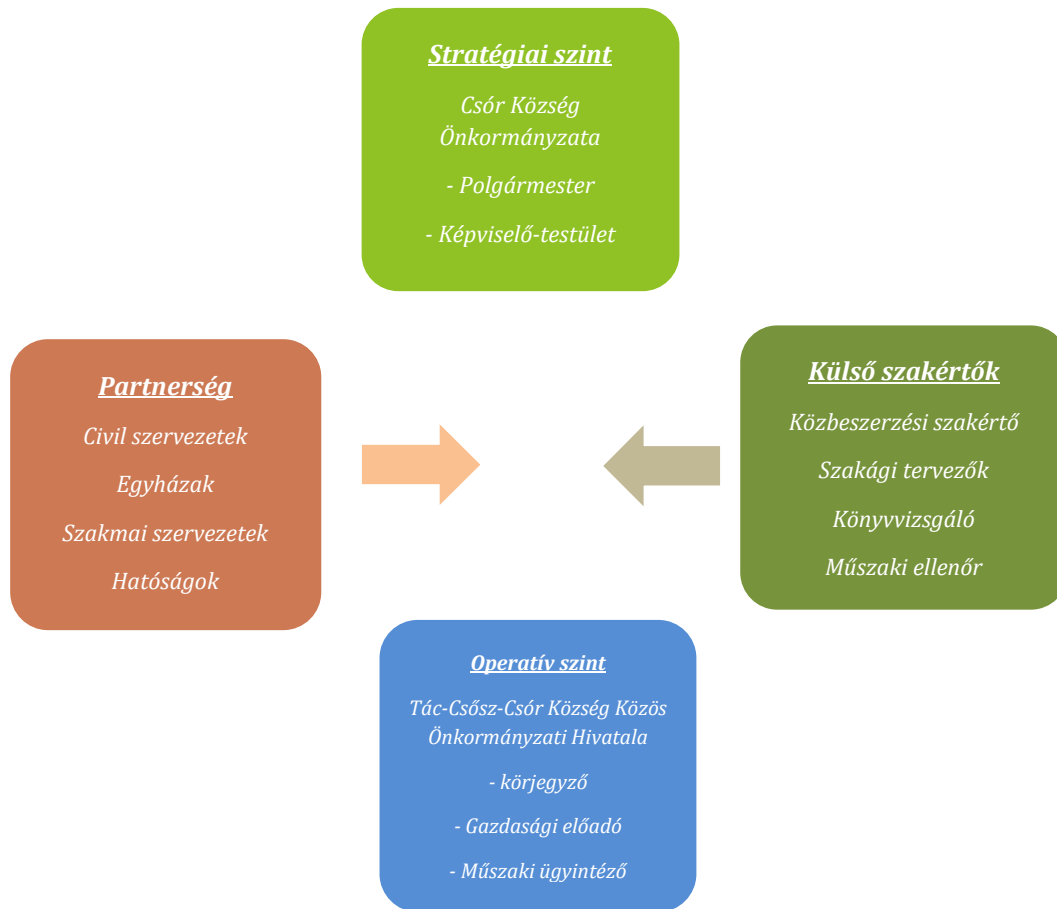 Stratégiai szint
Csór Község
Önkormányzata
- Polgármester
- Képviselő-testület
Partnerség
Civil szervezetek
Egyházak
Szakmai szervezetek
Hatóságok
Külső szakértők
Közbeszerzési szakértő
Szakági tervezők
Könyvvizsgáló
Műszaki ellenőr
Operatív szint
Tác-Csősz-Csór Község Közös
Önkormányzati Hivatala
- körjegyző
- Gazdasági előadó
- Műszaki ügyintéző